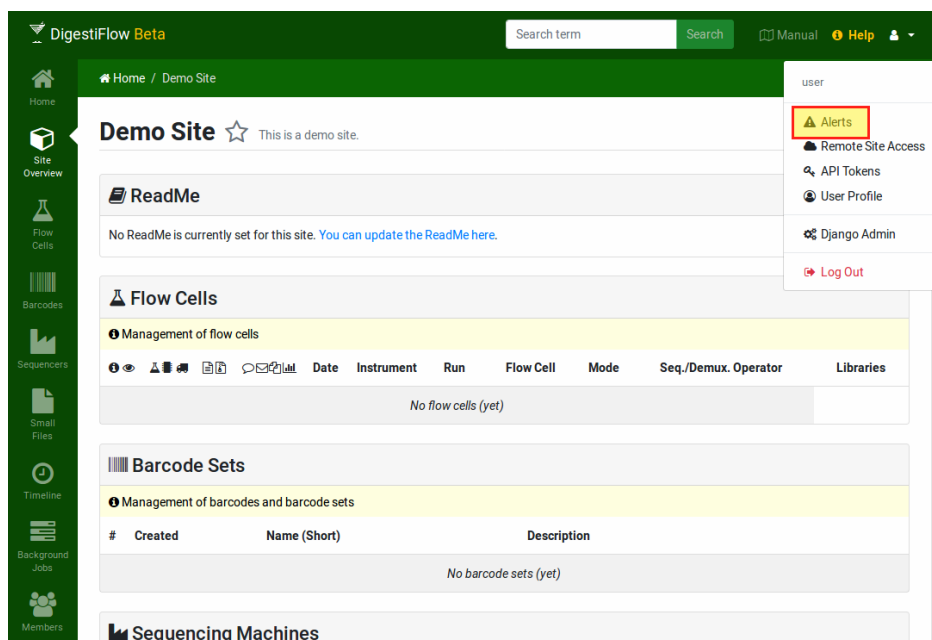 DigestiFlow Beta
Search term
Search
Manual
Help
Home / Demo Site
user
Alerts
Remote Site Access
API Tokens
User Profile
Django Admin
Log Out
Home
Site
Overview
Flow
Cells
Barcodes
Sequencers
Small
Files
Timeline
Background
Jobs
Members
Demo Site This is a demo site.
ReadMe
No ReadMe is currently set for this site. You can update the ReadMe here.
Flow Cells
Management of flow cells
Date Instrument Run Flow Cell Mode Seq./Demux. Operator Libraries
No flow cells (yet)
Barcode Sets
Management of barcodes and barcode sets
# Created Name (Short) Description
No barcode sets (yet)
Sequencing Machines